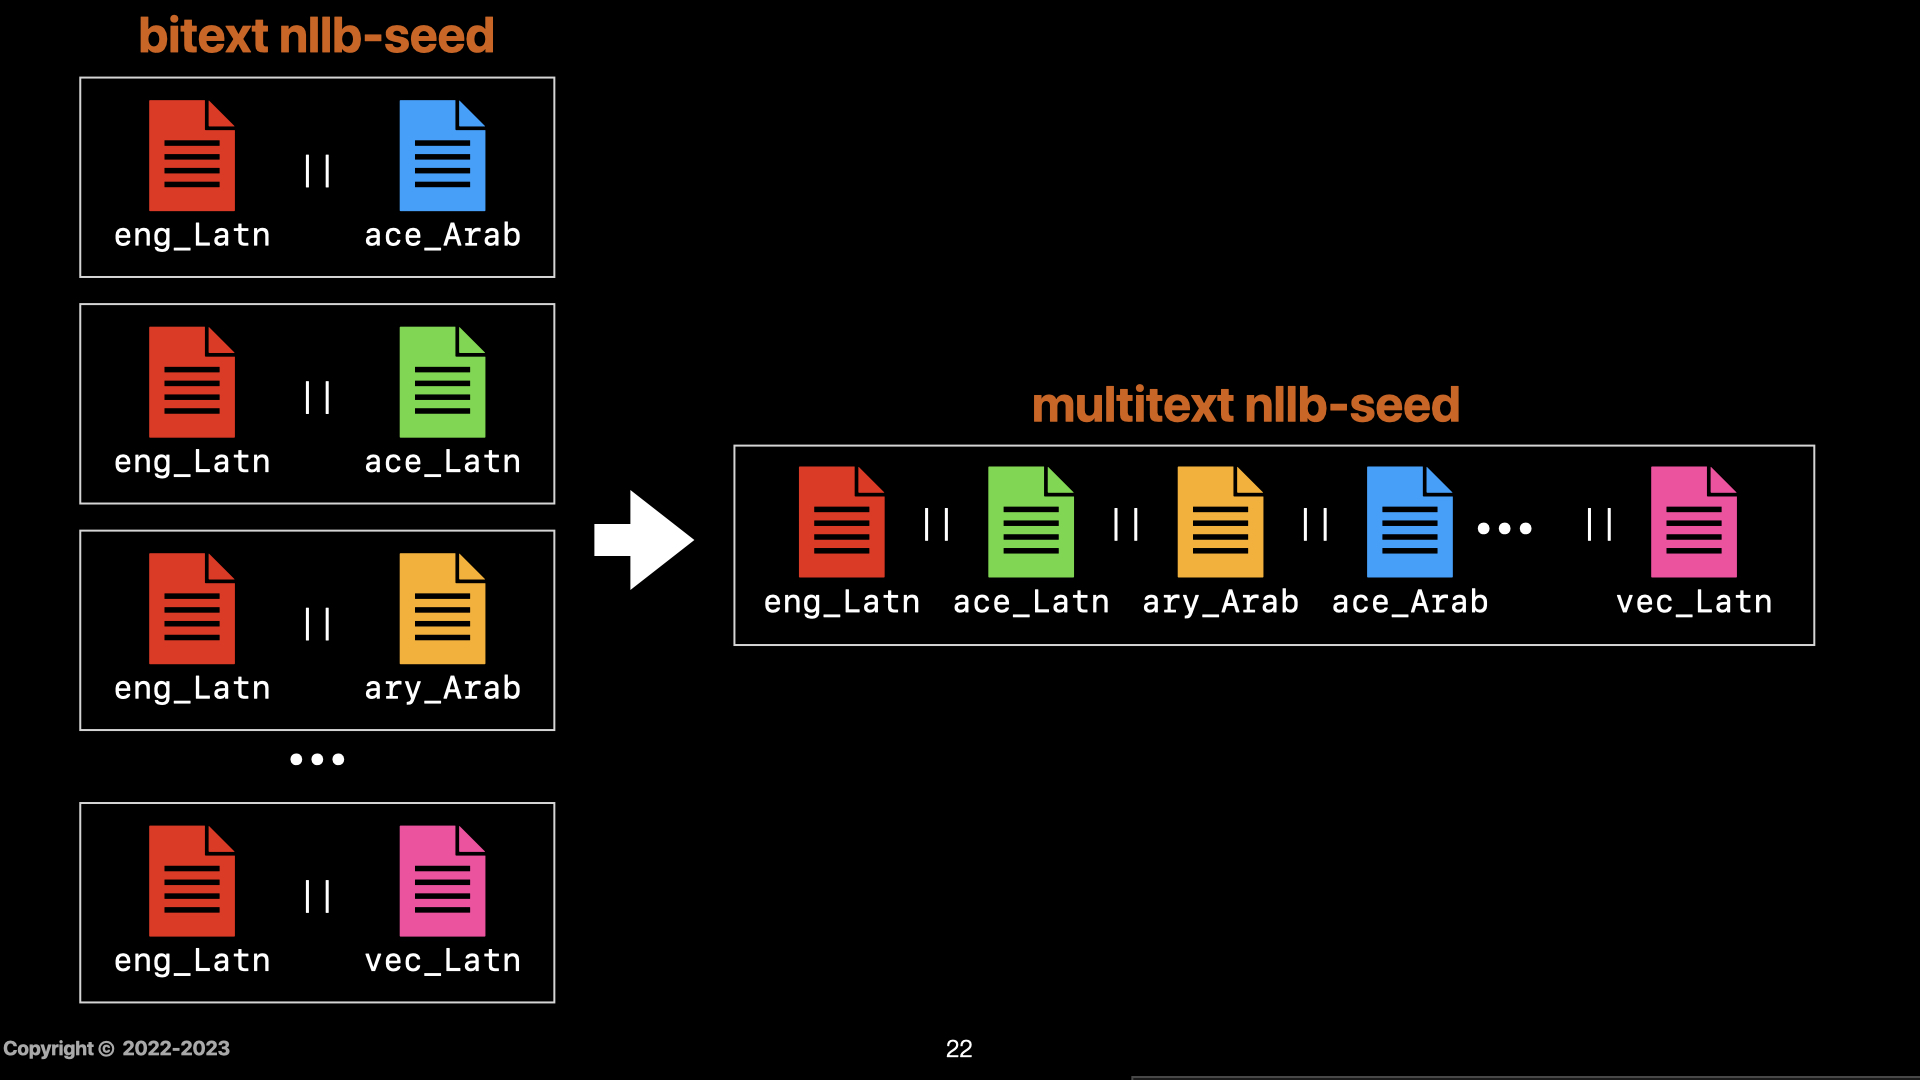 bitext nllb-seed
eng_Latn || ace_Arab
eng_Latn || ace_Latn
eng_Latn || ary_Arab
...
eng_Latn || vec_Latn
multitext nllb-seed
eng_Latn || ace_Latn || ary_Arab || ace_Arab ... || vec_Latn
Copyright © 2022-2023
22